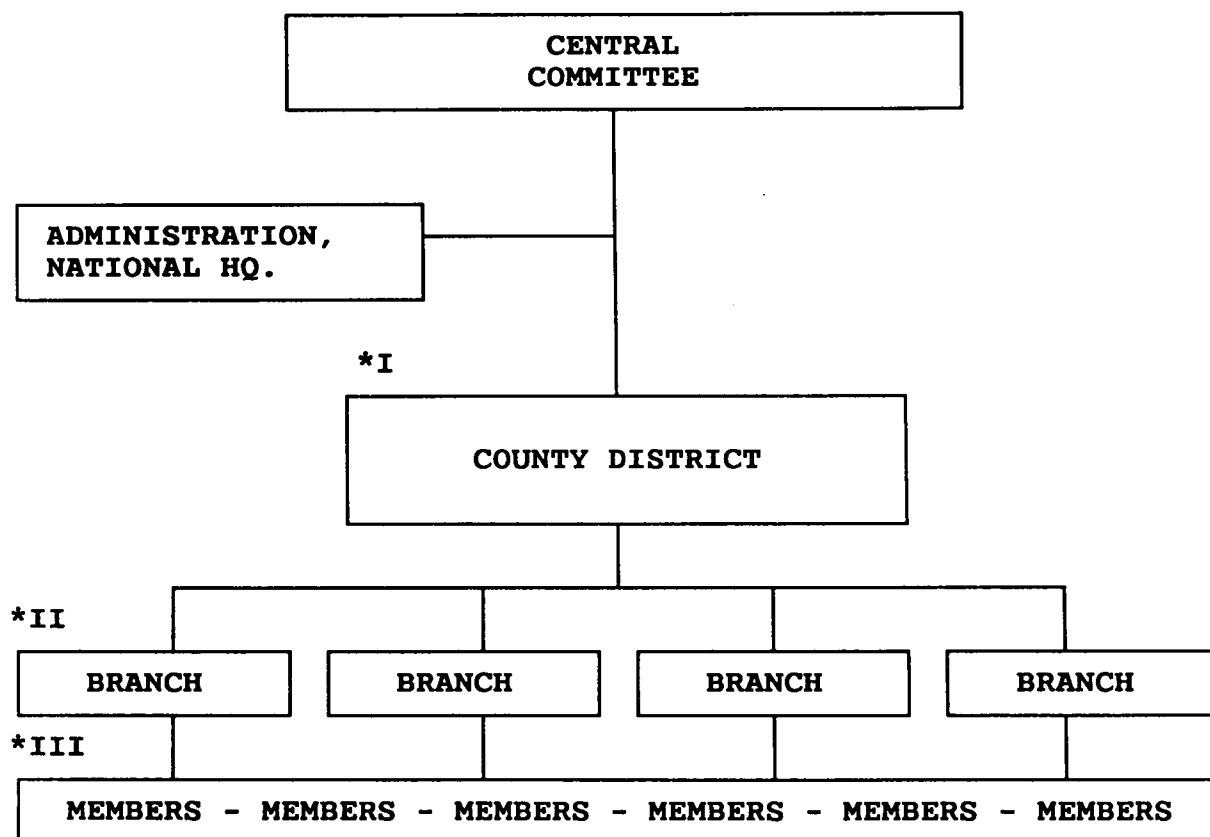 CENTRAL
COMMITTEE
ADMINISTRATION,
NATIONAL HQ.
*I
COUNTY DISTRICT
*II
BRANCH BRANCH BRANCH BRANCH
*III
MEMBERS - MEMBERS - MEMBERS - MEMBERS - MEMBERS - MEMBERS